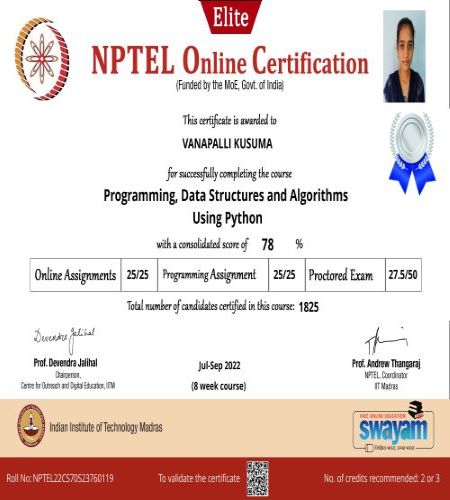 Elite
NPTEL Online Certification
(Funded by the MoE, Govt. of India)
This certificate is awarded to
VANAPALLI KUSUMA
for successfully completing the course
Programming, Data Structures and Algorithms
Using Python
with a consolidated score of 78 %
Online Assignments 25/25 Programming Assignment 25/25 Proctored Exam 27.5/50
Total number of candidates certified in this course: 1825
Devendra Jalihal
Prof. Devendra Jalihal
Chairperson,
Centre for Outreach and Digital Education, IITM
Jul-Sep 2022
(8 week course)
Prof. Andrew Thangaraj
NPTEL, Coordinator
IIT Madras
Indian Institute of Technology Madras
FREE ONLINE EDUCATION
swayam
शिक्षित भारत, उन्नत भारत
Roll No: NPTEL22CS70S23760119
To validate the certificate
No. of credits recommended: 2 or 3